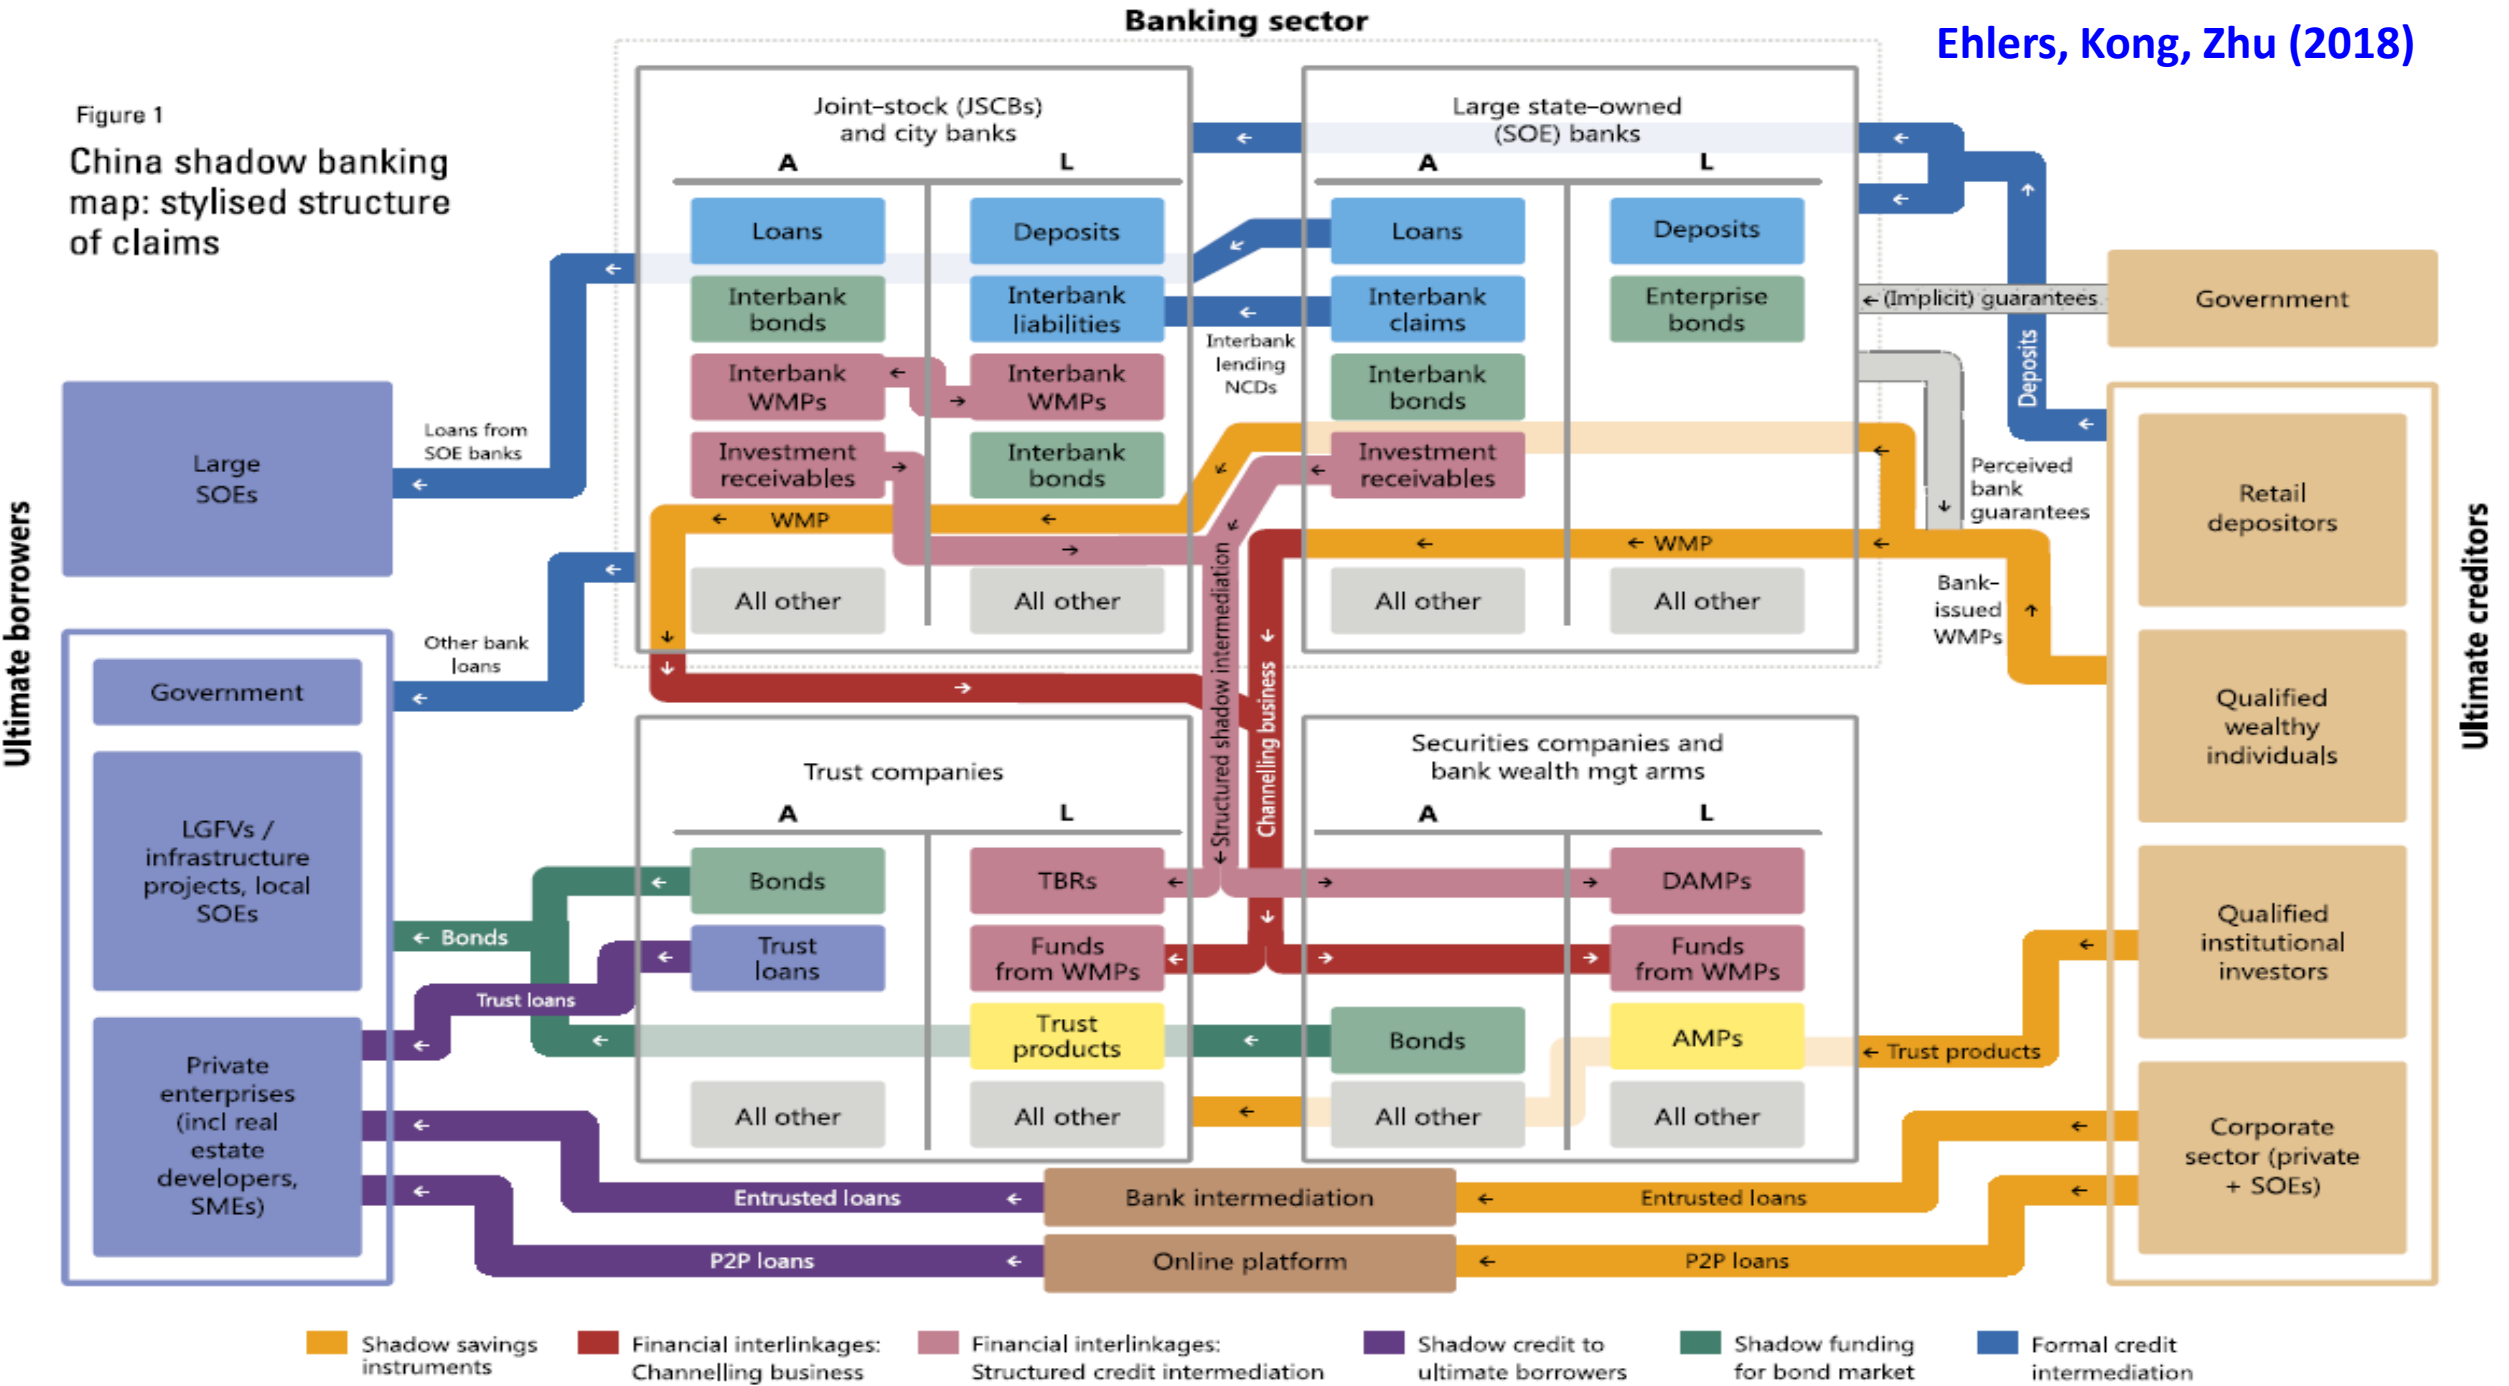 Banking sector
Ehlers, Kong, Zhu (2018)
Figure 1
China shadow banking
map: stylised structure
of claims
Joint-stock (JSCBs)
and city banks
A
L
Loans
Deposits
Interbank
bonds
Interbank
liabilities
Interbank
WMPs
Interbank
WMPs
Investment
receivables
Interbank
bonds
← WMP
All other
All other
Large state-owned
(SOE) banks
A
L
Loans
Deposits
Interbank
claims
Enterprise
bonds
Interbank
bonds
Investment
receivables
← WMP
All other
All other
Interbank
lending
NCDs
← (Implicit) guarantees
Government
Deposits
Perceived
bank
guarantees
Bank-
issued
WMPs
Ultimate borrowers
Large
SOEs
Loans from
SOE banks
Other bank
loans
Government
LGFVs /
infrastructure
projects, local
SOEs
Private
enterprises
(incl real
estate
developers,
SMEs)
← Bonds
Trust loans
← Structured shadow intermediation
Channelling business
Trust companies
A
L
Bonds
TBRs
Trust
loans
Funds
from WMPs
Trust
products
All other
All other
Securities companies and
bank wealth mgt arms
A
L
DAMPs
Funds
from WMPs
Bonds
AMPs
All other
All other
← Trust products
Ultimate creditors
Retail
depositors
Qualified
wealthy
individuals
Qualified
institutional
investors
Corporate
sector (private
+ SOEs)
Entrusted loans ←
Bank intermediation
← Entrusted loans
P2P loans ←
Online platform
← P2P loans
Shadow savings
instruments
Financial interlinkages:
Channelling business
Financial interlinkages:
Structured credit intermediation
Shadow credit to
ultimate borrowers
Shadow funding
for bond market
Formal credit
intermediation